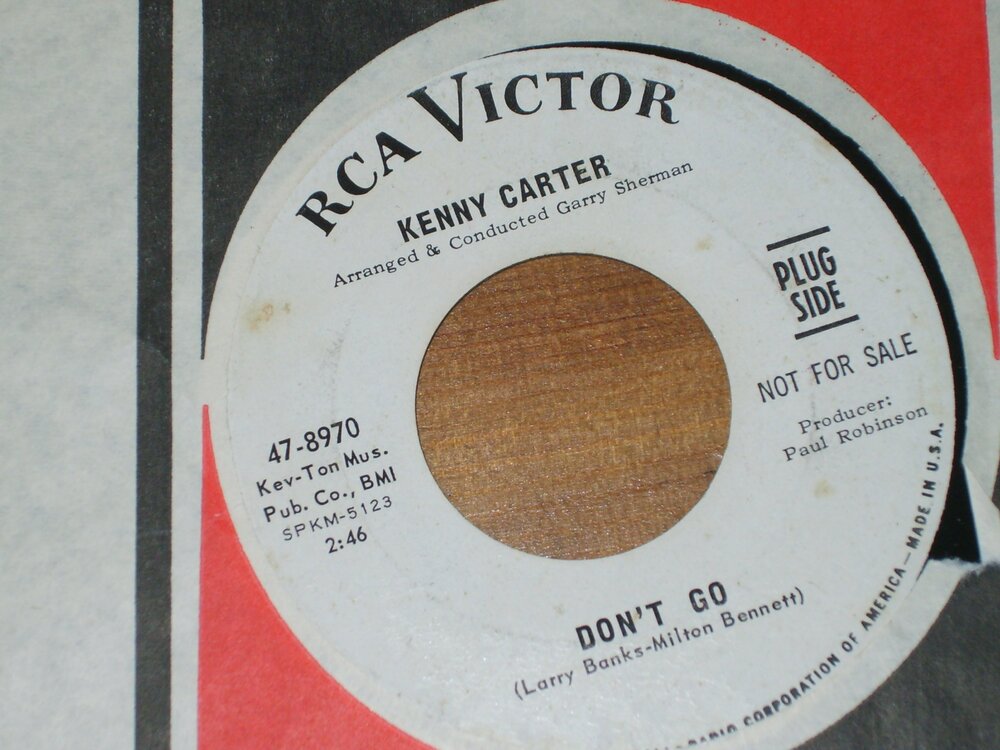 RCA VICTOR
KENNY CARTER
Arranged & Conducted Garry Sherman
PLUG
SIDE
NOT FOR SALE
Producer:
Paul Robinson
47-8970
Kev-Ton Mus.
Pub. Co., BMI
SPKM-5123
2:46
DON'T GO
(Larry Banks-Milton Bennett)
RADIO CORPORATION OF AMERICA—MADE IN U.S.A.